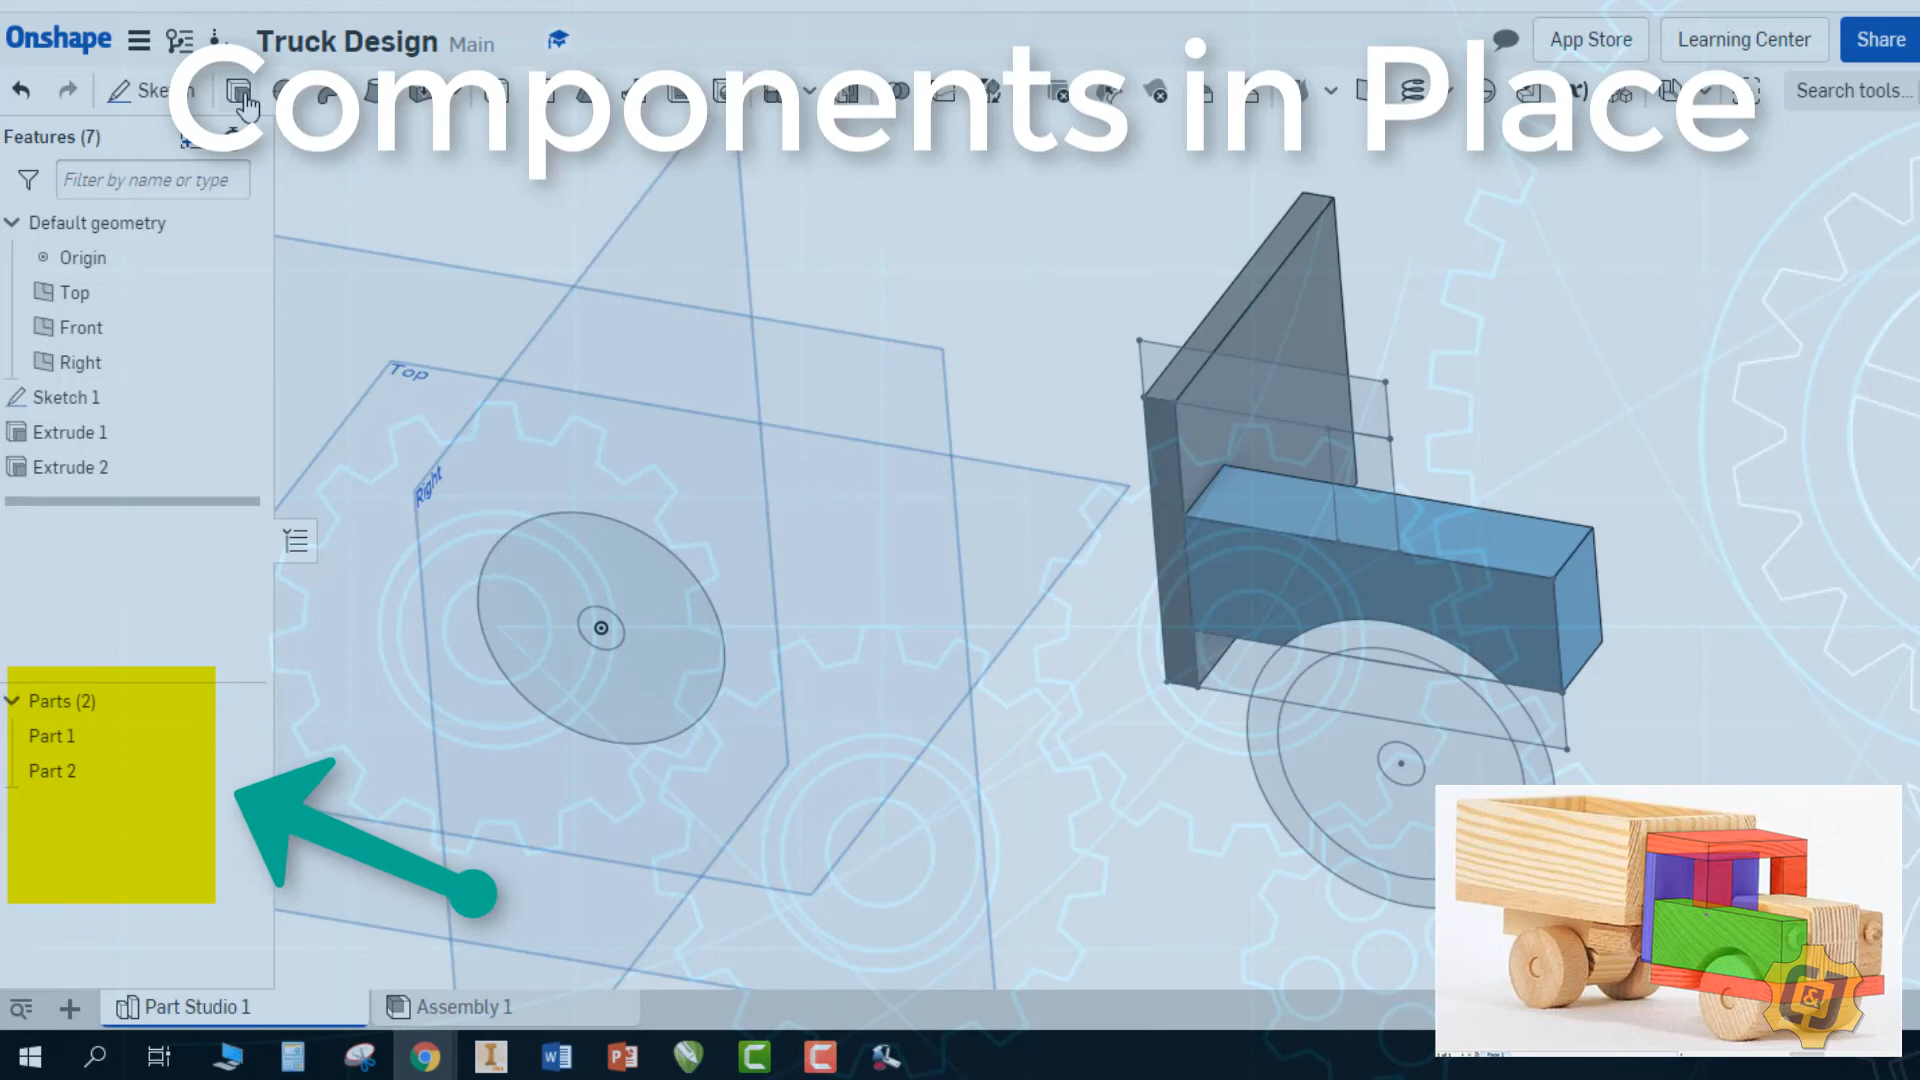 Onshape
Truck Design Main
App Store
Learning Center
Share
Components in Place
Search tools...
Features (7)
Filter by name or type
Default geometry
Origin
Top
Front
Right
Sketch 1
Extrude 1
Extrude 2
Top
Right
Parts (2)
Part 1
Part 2
Part Studio 1
Assembly 1